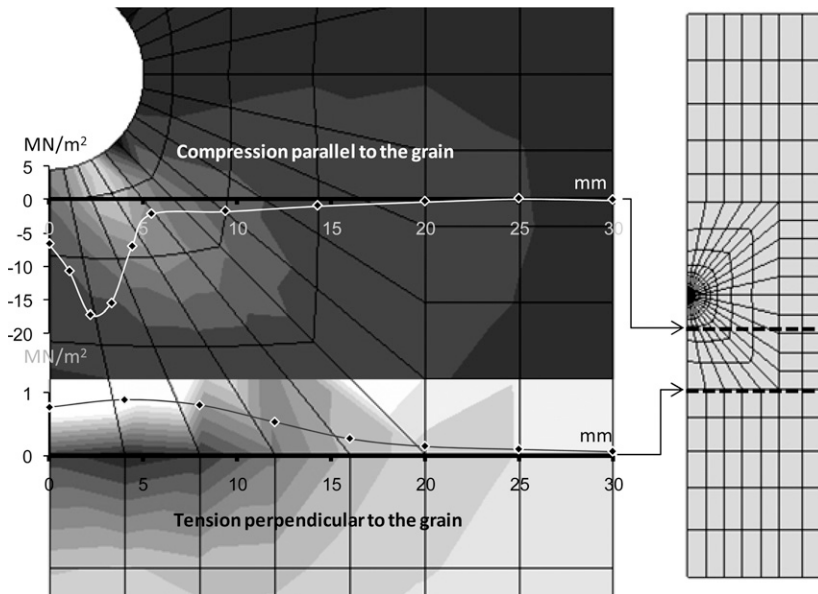 MN/m²
Compression parallel to the grain
mm
5
0
-5
-10
-15
-20
0 5 10 15 20 25 30
MN/m²
1
0
mm
0 5 10 15 20 25 30
Tension perpendicular to the grain